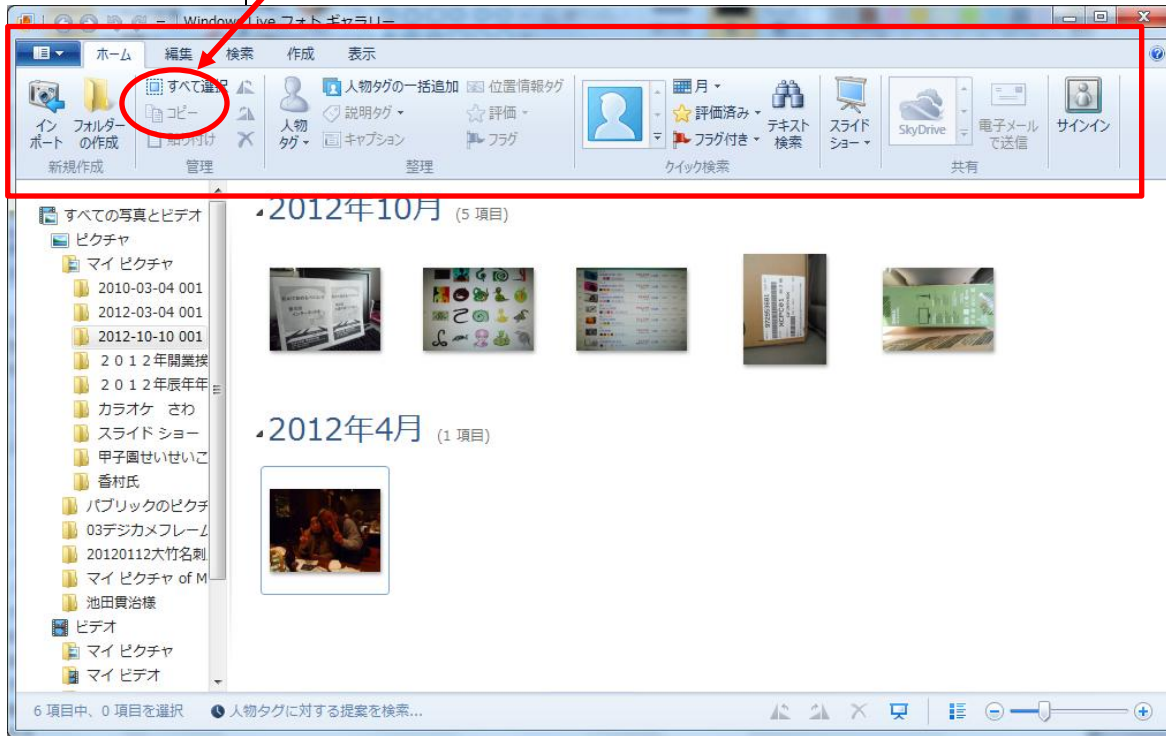 Windows Live フォト ギャラリー
ホーム 編集 検索 作成 表示
インポート
フォルダーの作成
新規作成
すべて選択
コピー
貼り付け
管理
人物タグ
人物タグの一括追加
説明タグ
キャプション
位置情報タグ
評価
フラグ
整理
月
評価済み
フラグ付き
テキスト検索
クイック検索
スライドショー
SkyDrive
電子メールで送信
共有
サインイン
すべての写真とビデオ
ピクチャ
マイ ピクチャ
2010-03-04 001
2012-03-04 001
2012-10-10 001
２０１２年開業挨
２０１２年辰年年
カラオケ さわ
スライド ショー
甲子園せいせいこ
香村氏
パブリックのピクチ
03デジカメフレーム
20120112大竹名刺
マイ ピクチャ of M
池田貫治様
ビデオ
マイ ピクチャ
マイ ビデオ
2012年10月 (5 項目)
2012年4月 (1 項目)
6 項目中、0 項目を選択
人物タグに対する提案を検索...